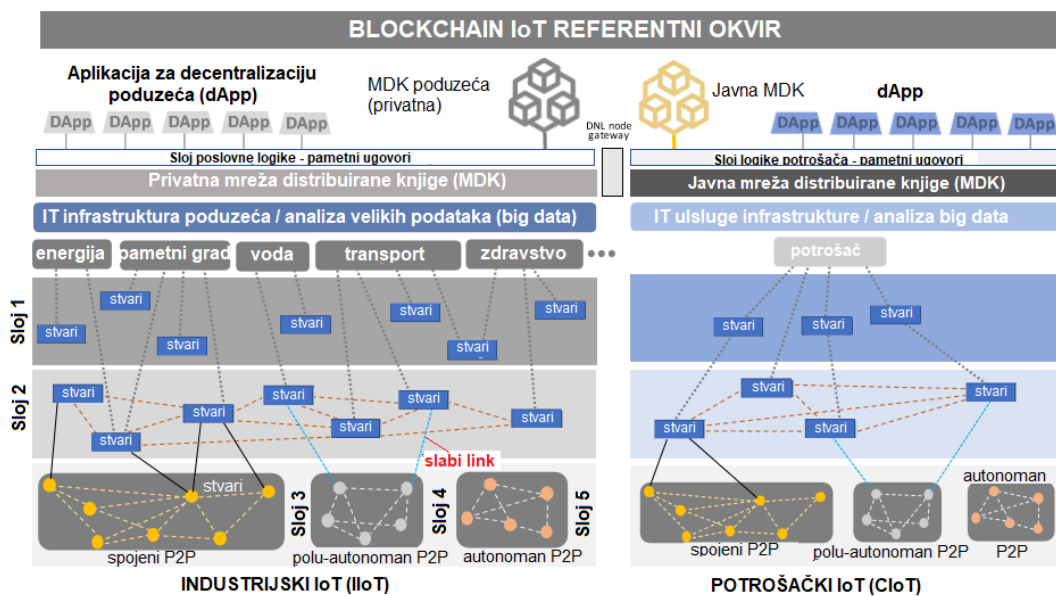 BLOCKCHAIN IoT REFERENTNI OKVIR
Aplikacija za decentralizaciju
poduzeća (dApp)
MDK poduzeća
(privatna)
DApp DApp DApp DApp DApp
DNL node
gateway
Javna MDK
dApp
DApp DApp DApp DApp DApp
Sloj poslovne logike - pametni ugovori
Privatna mreža distribuirane knjige (MDK)
Sloj logike potrošača - pametni ugovori
Javna mreža distribuirane knjige (MDK)
IT infrastruktura poduzeća / analiza velikih podataka (big data)
IT ulsluge infrastrukture / analiza big data
energija pametni grad voda transport zdravstvo
potrošač
Sloj 1
stvari stvari stvari stvari stvari stvari stvari
stvari stvari stvari
Sloj 2
stvari stvari stvari stvari stvari stvari stvari
stvari stvari stvari stvari
slabi link
stvari
Sloj 3
Sloj 4
Sloj 5
spojeni P2P
polu-autonoman P2P
autonoman P2P
autonoman
spojeni P2P
polu-autonoman P2P
P2P
INDUSTRIJSKI IoT (IIoT)
POTROŠAČKI IoT (CIoT)